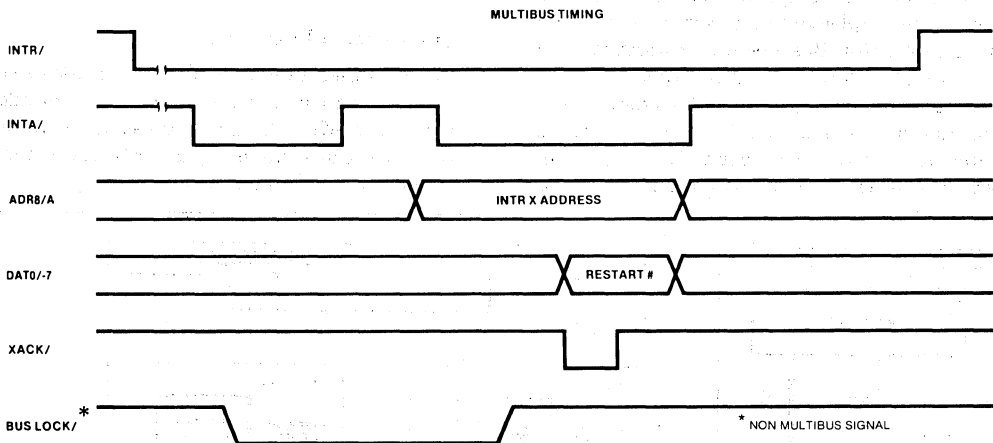 MULTIBUS TIMING
INTR/
INTA/
ADR8/A
INTR X ADDRESS
DAT0/-7
RESTART #
XACK/
BUS LOCK/ *
* NON MULTIBUS SIGNAL